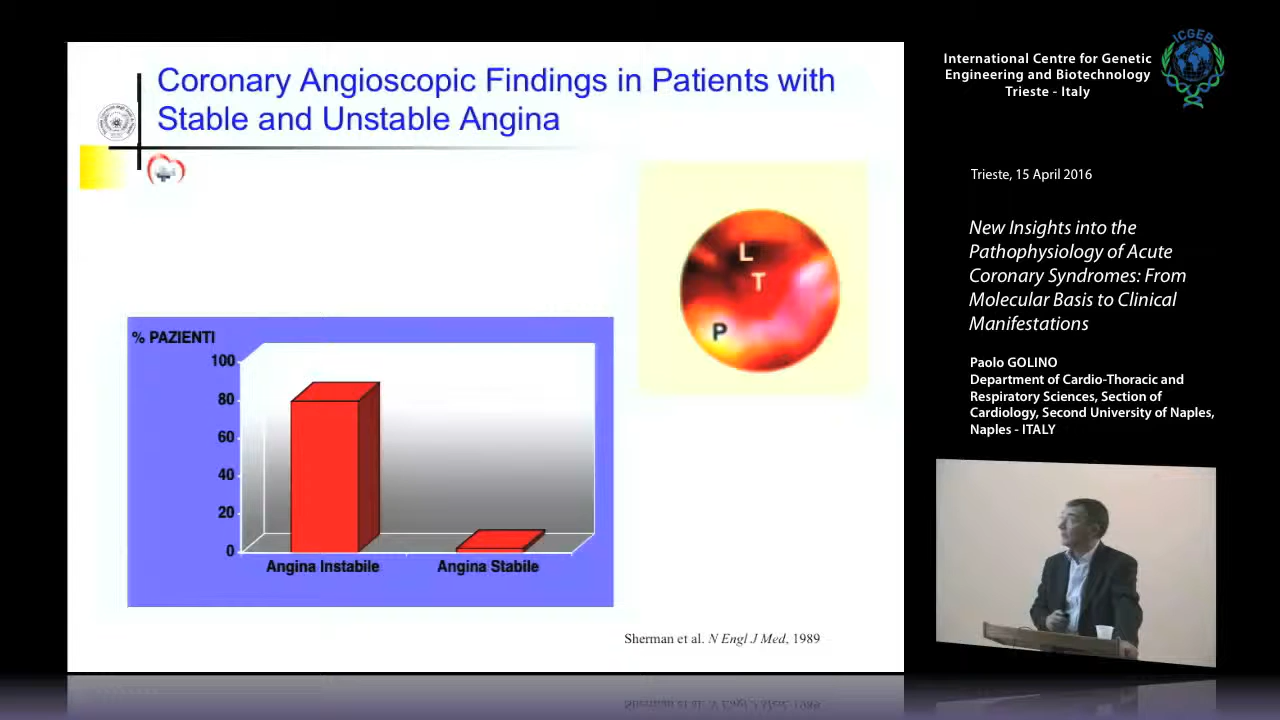 Coronary Angioscopic Findings in Patients with
Stable and Unstable Angina
L
T
P
% PAZIENTI
100
80
60
40
20
0
Angina Instabile
Angina Stabile
Sherman et al. N Engl J Med, 1989
International Centre for Genetic
Engineering and Biotechnology
Trieste - Italy
ICGEB
Trieste, 15 April 2016
New Insights into the
Pathophysiology of Acute
Coronary Syndromes: From
Molecular Basis to Clinical
Manifestations
Paolo GOLINO
Department of Cardio-Thoracic and
Respiratory Sciences, Section of
Cardiology, Second University of Naples,
Naples - ITALY